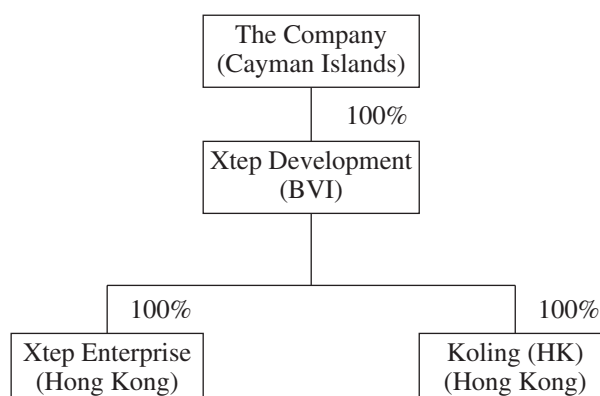 The Company
(Cayman Islands)
100%
Xtep Development
(BVI)
100%
100%
Xtep Enterprise
(Hong Kong)
Koling (HK)
(Hong Kong)